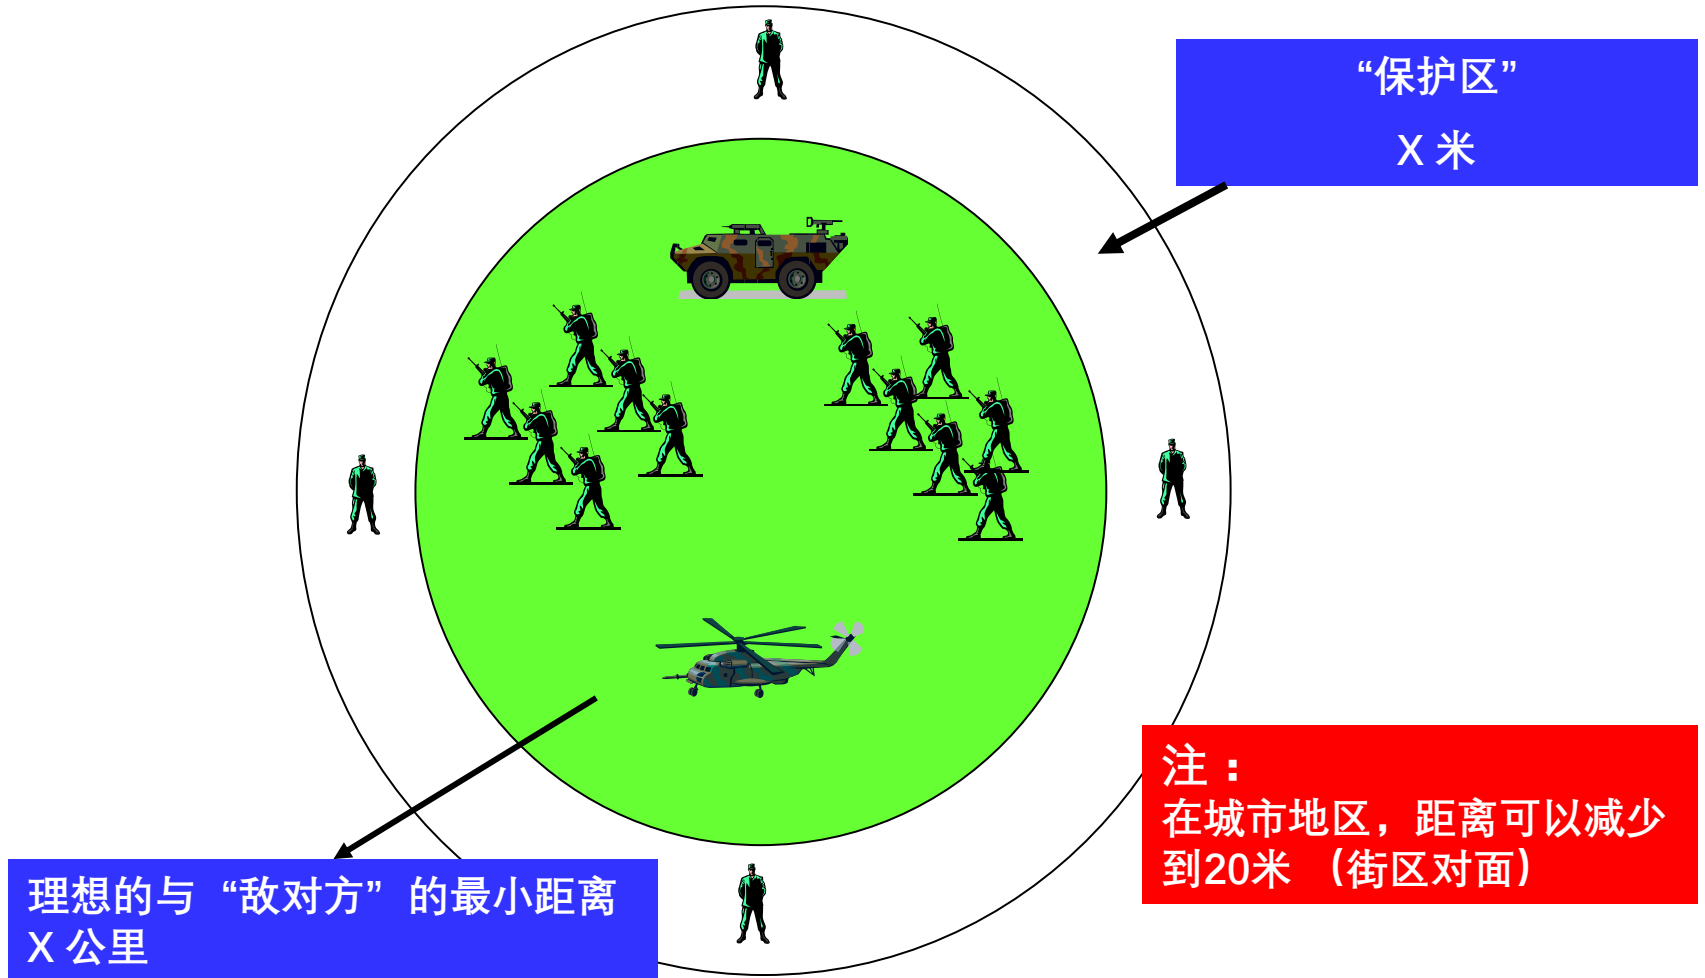 “保护区”
X 米
注：
在城市地区，距离可以减少
到20米 （街区对面）
理想的与 “敌对方” 的最小距离
X 公里